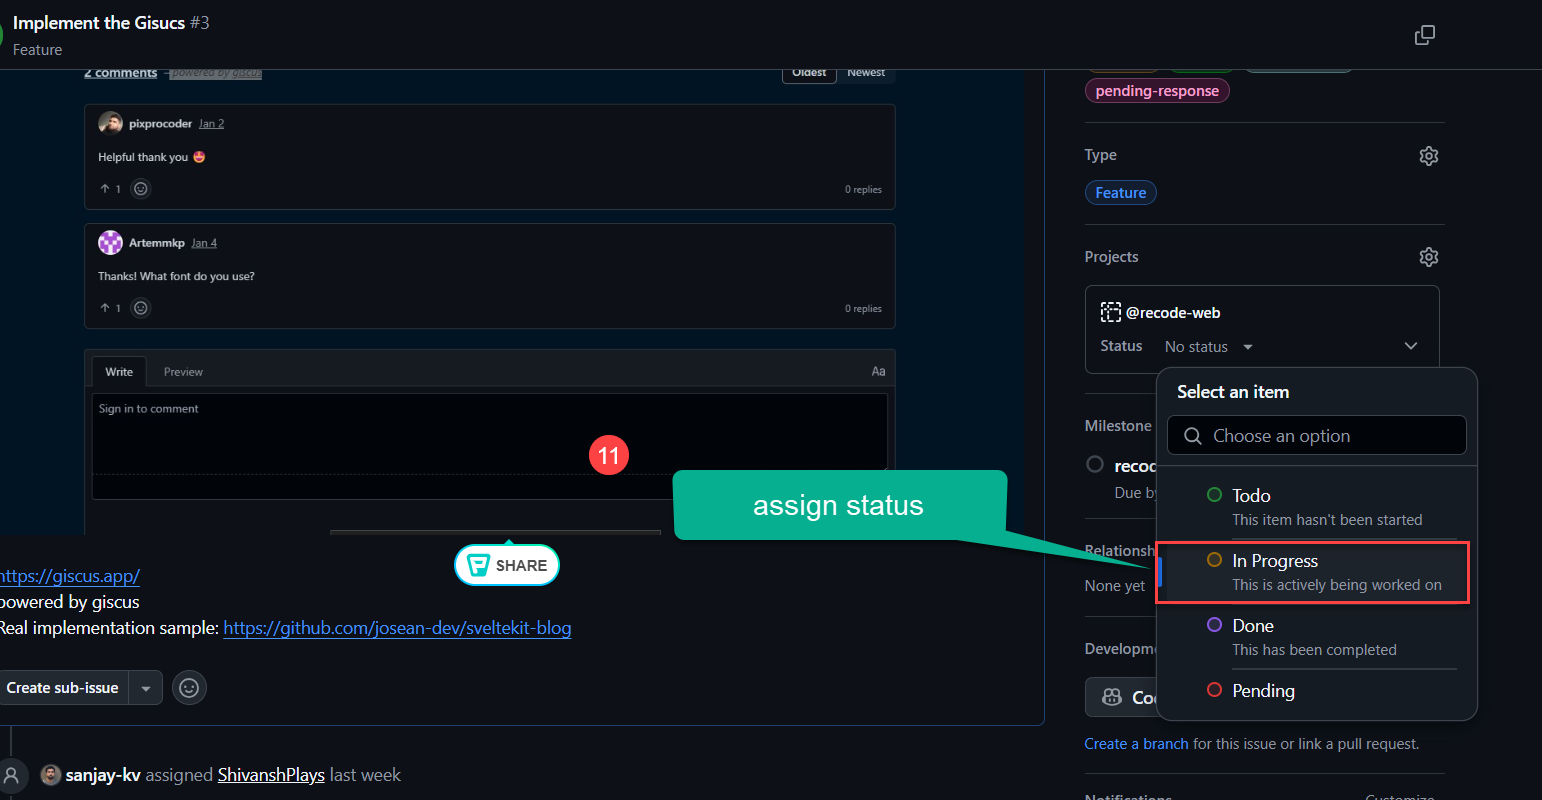 Implement the Gisucs #3
Feature
2 comments – powered by giscus
Oldest
Newest
pixprocoder Jan 2
Helpful thank you 🤩
↑ 1
0 replies
Artemmkp Jan 4
Thanks! What font do you use?
↑ 1
0 replies
Write
Preview
Aa
Sign in to comment
11
assign status
SHARE
https://giscus.app/
powered by giscus
Real implementation sample: https://github.com/josean-dev/sveltekit-blog
Create sub-issue
sanjay-kv assigned ShivanshPlays last week
pending-response
Type
Feature
Projects
@recode-web
Status No status
Select an item
Choose an option
Todo
This item hasn't been started
In Progress
This is actively being worked on
Done
This has been completed
Pending
Milestone
recod
Due by
Relationsh
None yet
Developm
Co
Create a branch for this issue or link a pull request.
Notifications
Customize